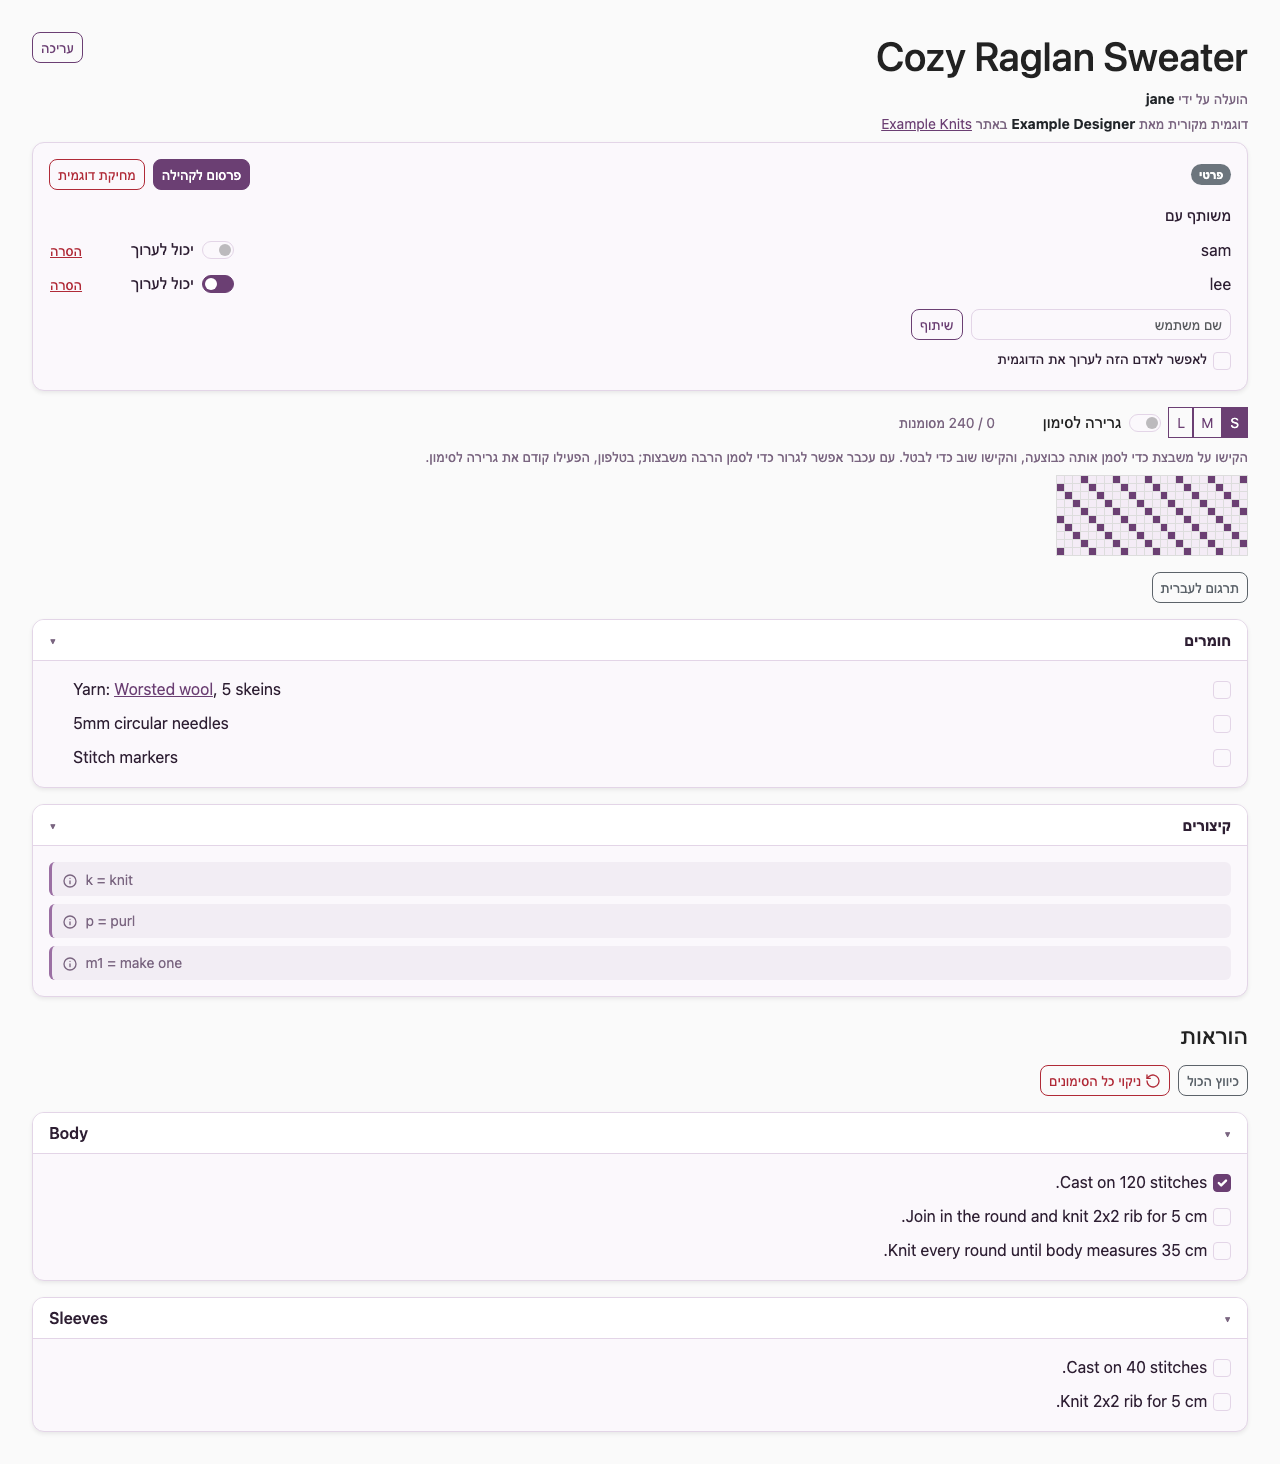 Cozy Raglan Sweater
עריכה
הועלה על ידי jane
דוגמית מקורית מאת Example Designer באתר Example Knits
פרטי
פרסום לקהילה
מחיקת דוגמית
משותף עם
sam
יכול לערוך
הסרה
lee
יכול לערוך
הסרה
שם משתמש
שיתוף
לאפשר לאדם הזה לערוך את הדוגמית
S M L
גרירה לסימון
0 / 240 מסומנות
הקישו על משבצת כדי לסמן אותה כבוצעה, והקישו שוב כדי לבטל. עם עכבר אפשר לגרור כדי לסמן הרבה משבצות; בטלפון, הפעילו קודם את גרירה לסימון.
תרגום לעברית
חומרים
Yarn: Worsted wool, 5 skeins
5mm circular needles
Stitch markers
קיצורים
k = knit
p = purl
m1 = make one
הוראות
כיווץ הכול
ניקוי כל הסימונים
Body
Cast on 120 stitches.
Join in the round and knit 2x2 rib for 5 cm.
Knit every round until body measures 35 cm.
Sleeves
Cast on 40 stitches.
Knit 2x2 rib for 5 cm.